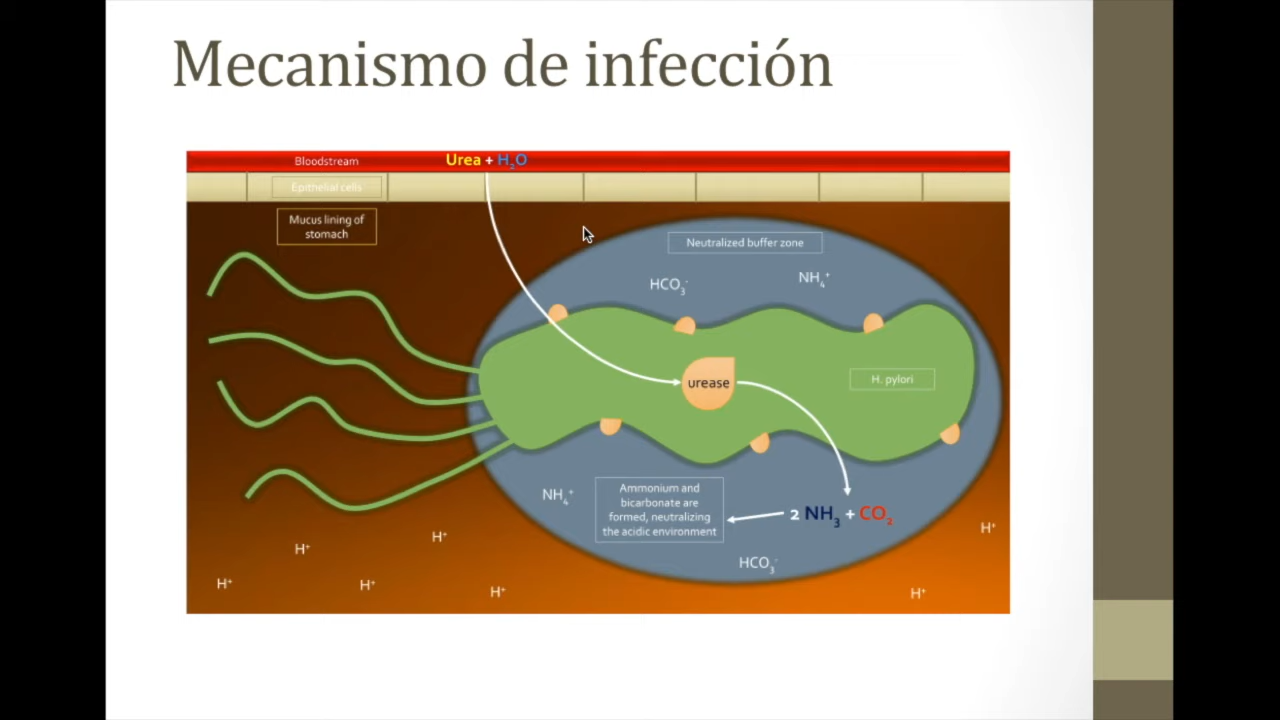 Mecanismo de infección
Bloodstream
Urea + H₂O
Epithelial cells
Mucus lining of
stomach
Neutralized buffer zone
HCO₃⁻
NH₄⁺
urease
H. pylori
NH₄⁺
Ammonium and
bicarbonate are
formed, neutralizing
the acidic environment
2 NH₃ + CO₂
HCO₃⁻
H⁺
H⁺
H⁺
H⁺
H⁺
H⁺
H⁺